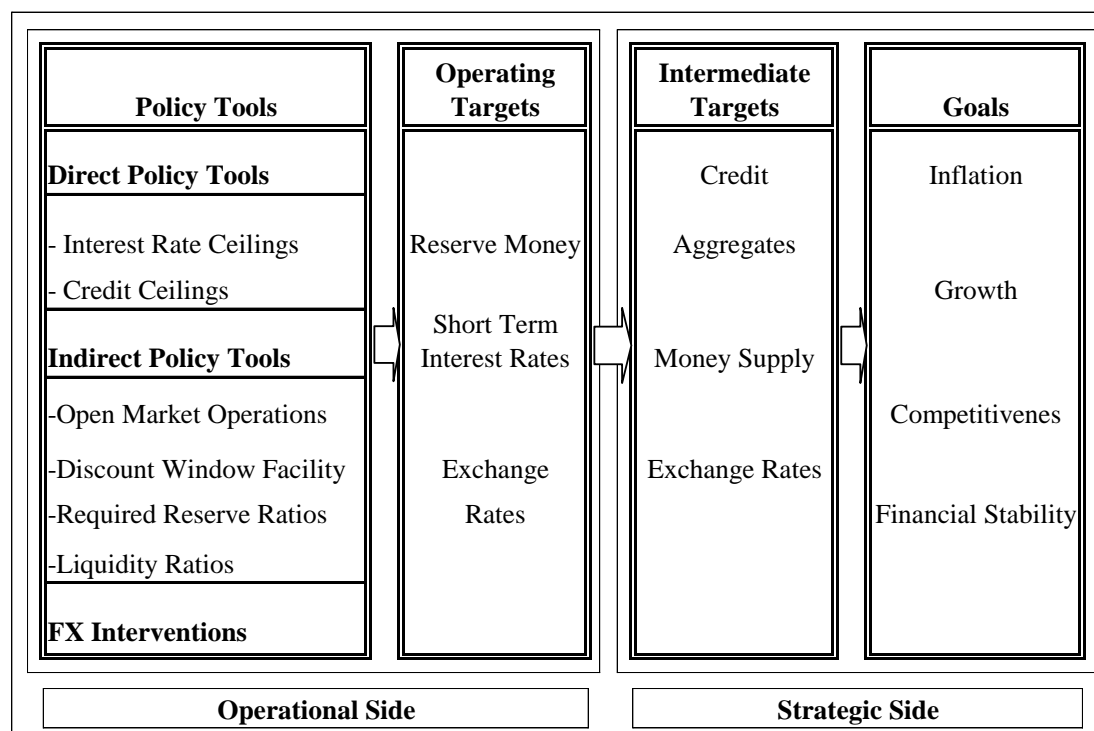 Policy Tools
Direct Policy Tools
- Interest Rate Ceilings
- Credit Ceilings
Indirect Policy Tools
-Open Market Operations
-Discount Window Facility
-Required Reserve Ratios
-Liquidity Ratios
FX Interventions
Operating
Targets
Reserve Money
Short Term
Interest Rates
Exchange
Rates
Intermediate
Targets
Credit
Aggregates
Money Supply
Exchange Rates
Goals
Inflation
Growth
Competitivenes
Financial Stability
Operational Side
Strategic Side